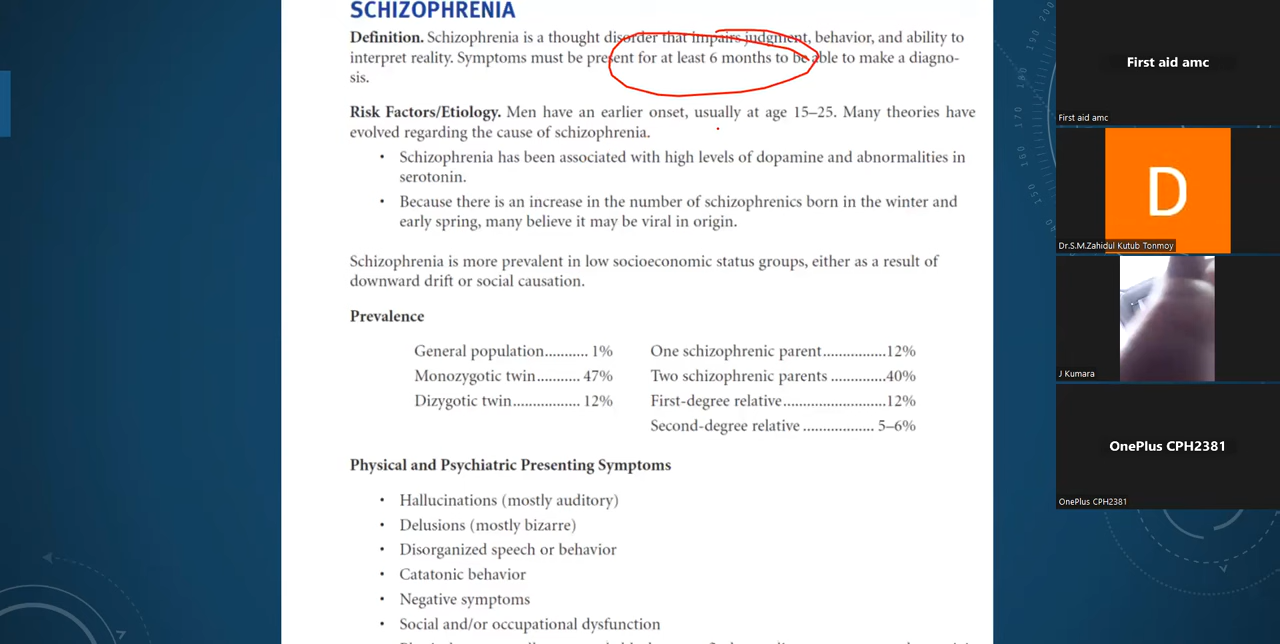 SCHIZOPHRENIA
Definition. Schizophrenia is a thought disorder that impairs judgment, behavior, and ability to
interpret reality. Symptoms must be present for at least 6 months to be able to make a diagno-
sis.
Risk Factors/Etiology. Men have an earlier onset, usually at age 15–25. Many theories have
evolved regarding the cause of schizophrenia.
• Schizophrenia has been associated with high levels of dopamine and abnormalities in
serotonin.
• Because there is an increase in the number of schizophrenics born in the winter and
early spring, many believe it may be viral in origin.
Schizophrenia is more prevalent in low socioeconomic status groups, either as a result of
downward drift or social causation.
Prevalence
General population........... 1%
Monozygotic twin.......... 47%
Dizygotic twin................. 12%
One schizophrenic parent...............12%
Two schizophrenic parents ..............40%
First-degree relative.........................12%
Second-degree relative .................. 5–6%
Physical and Psychiatric Presenting Symptoms
• Hallucinations (mostly auditory)
• Delusions (mostly bizarre)
• Disorganized speech or behavior
• Catatonic behavior
• Negative symptoms
• Social and/or occupational dysfunction
First aid amc
First aid amc
D
Dr.S.M.Zahidul Kutub Tonmoy
J Kumara
OnePlus CPH2381
OnePlus CPH2381
200
190
170
160
150